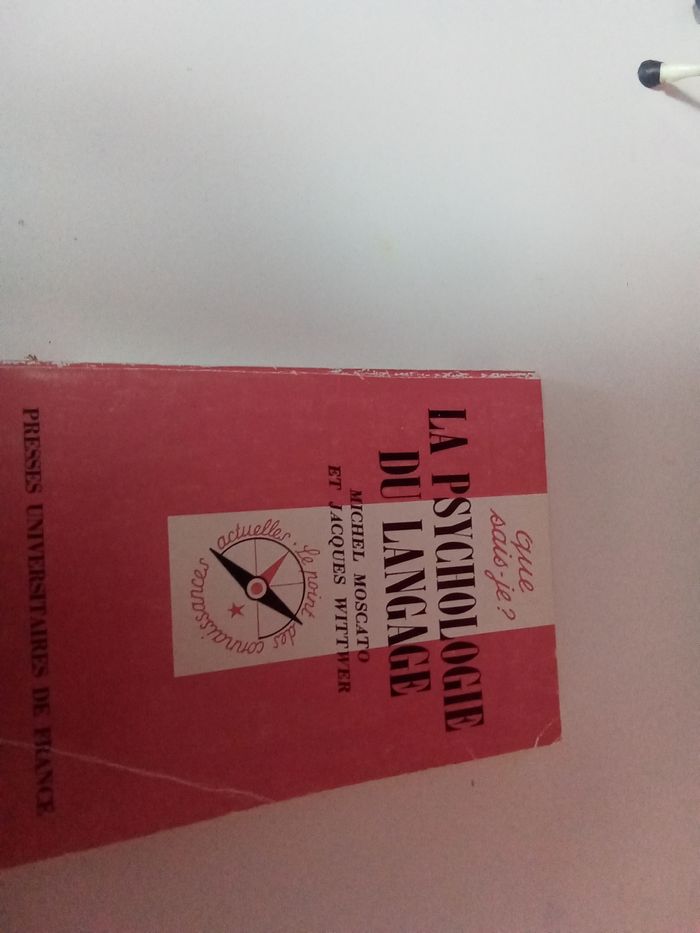 que
sais-je?
LA PSYCHOLOGIE
DU LANGAGE
MICHEL MOSCATO
ET JACQUES WITTWER
le point des connaissances actuelles.
PRESSES UNIVERSITAIRES DE FRANCE